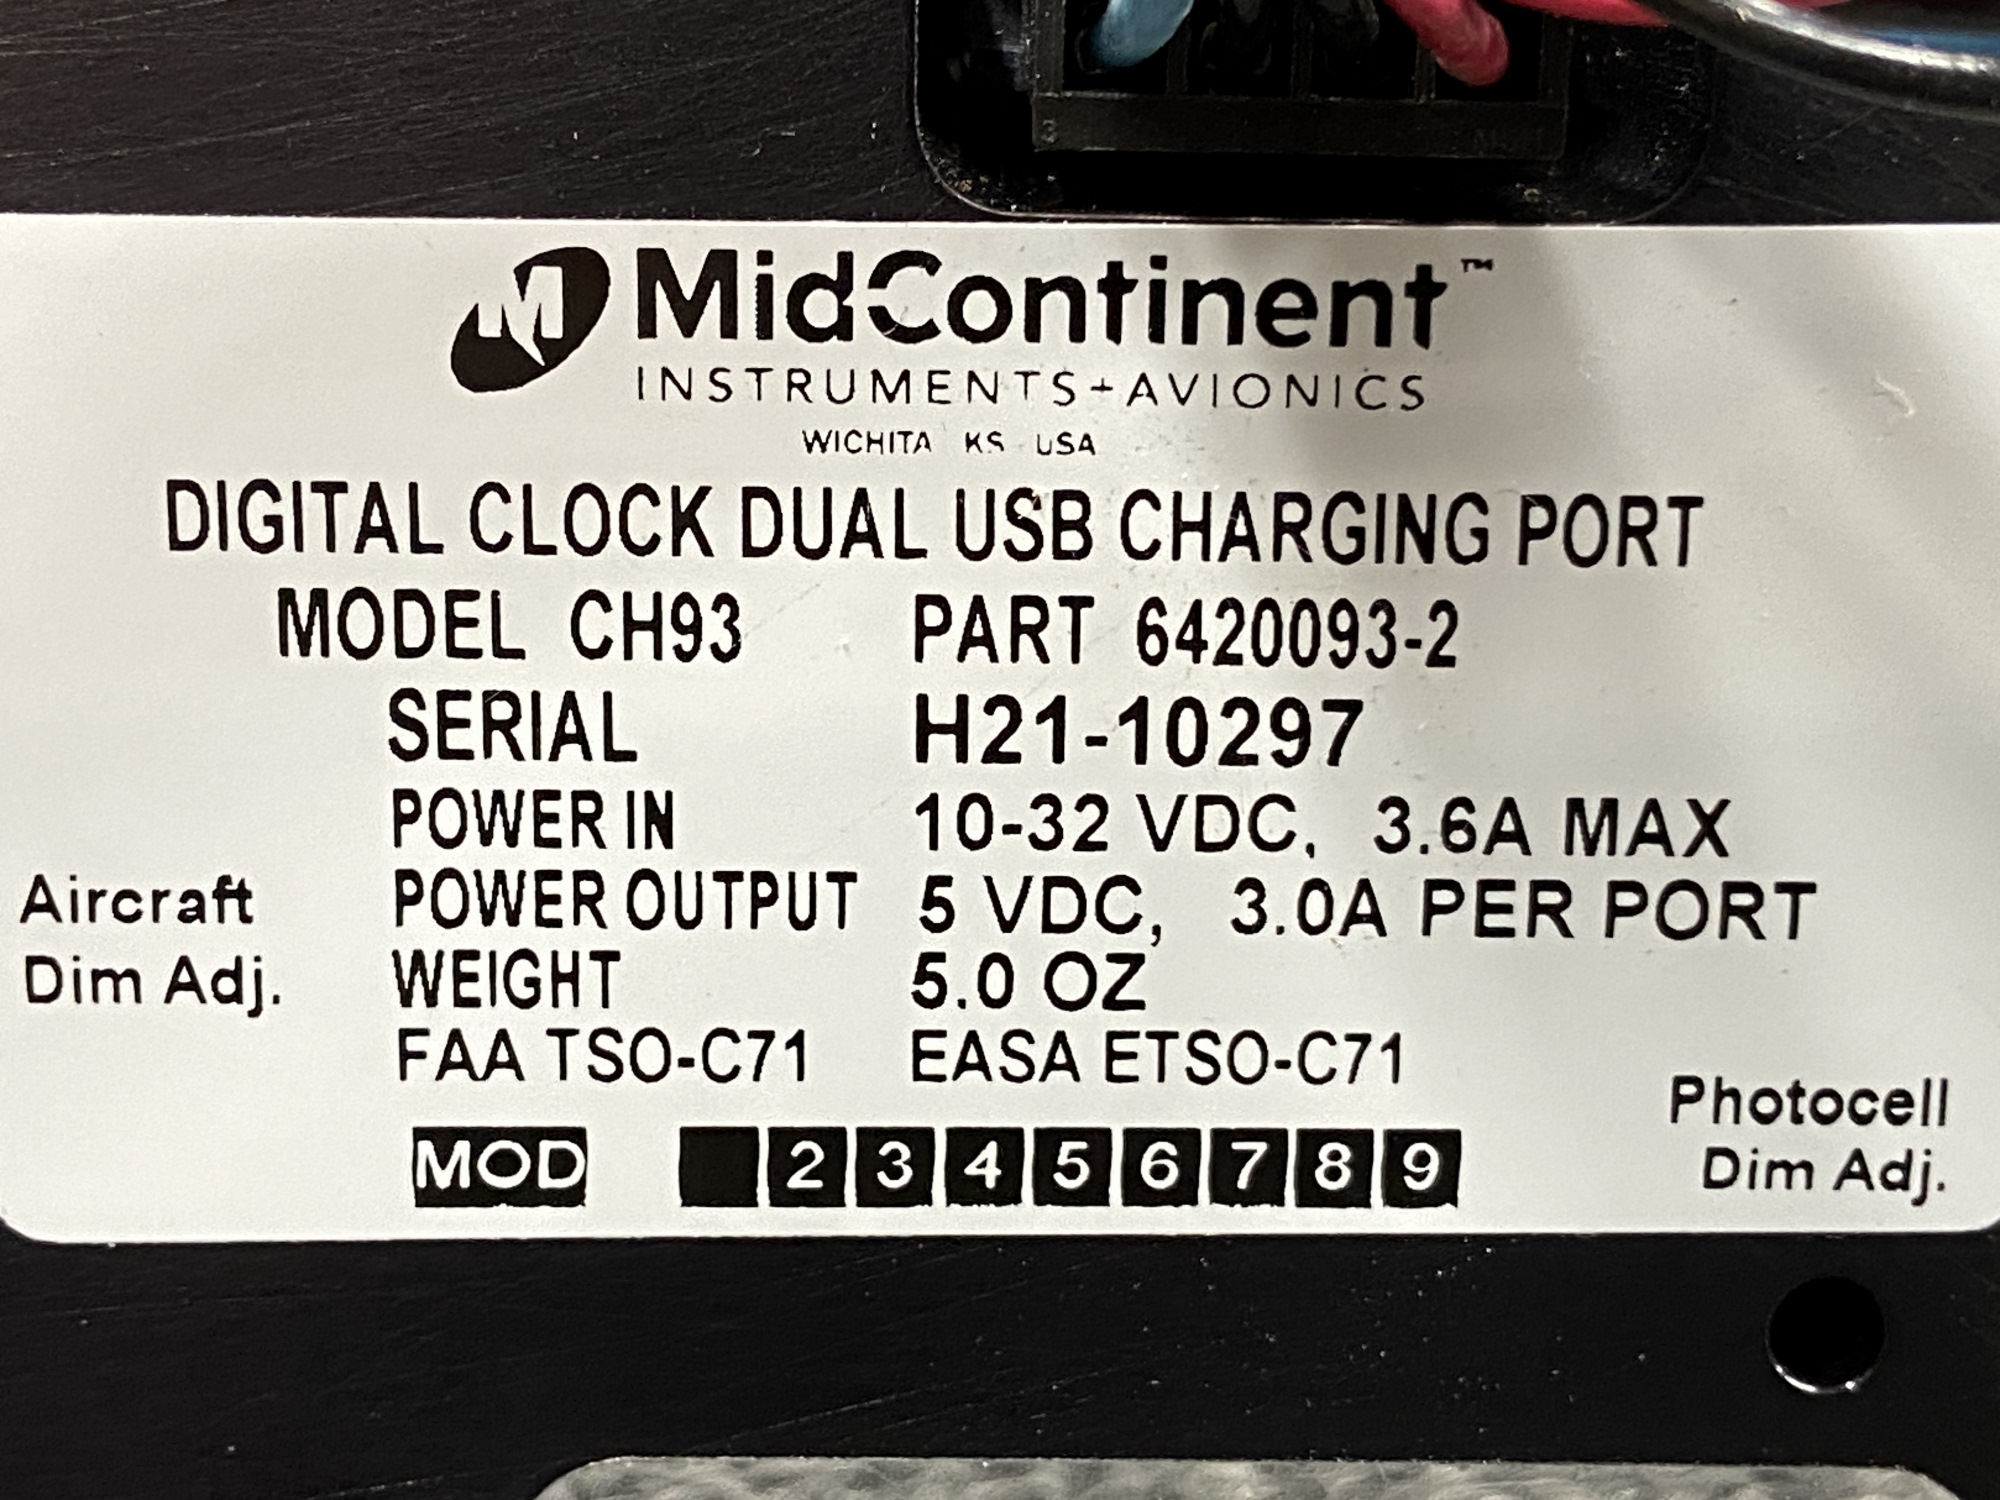 MidContinent™
INSTRUMENTS+AVIONICS
WICHITA KS USA
DIGITAL CLOCK DUAL USB CHARGING PORT
MODEL CH93 PART 6420093-2
SERIAL H21-10297
POWER IN 10-32 VDC, 3.6A MAX
POWER OUTPUT 5 VDC, 3.0A PER PORT
WEIGHT 5.0 OZ
FAA TSO-C71 EASA ETSO-C71
Aircraft
Dim Adj.
MOD 2 3 4 5 6 7 8 9
Photocell
Dim Adj.